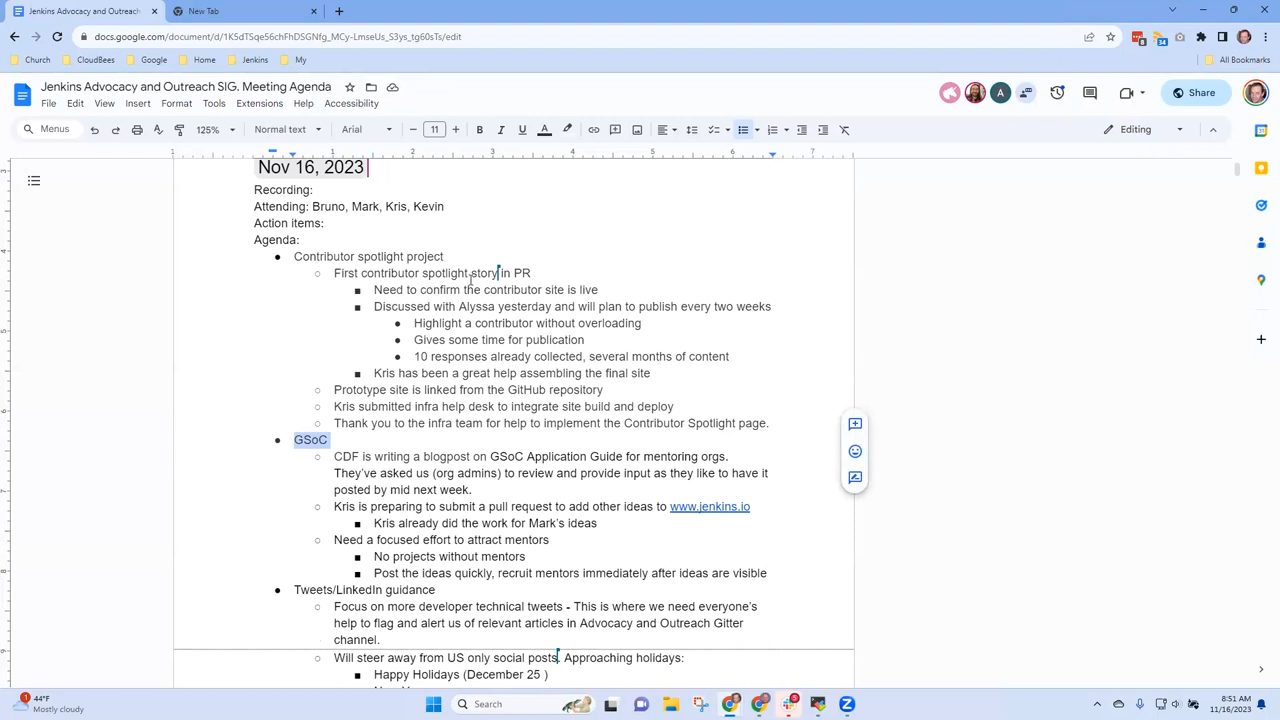 Jenkins Advocacy and Outreach SI
New Tab
docs.google.com/document/d/1K5dTSqe56chFhDSGNfg_MCy-LmseUs_S3ys_tg60sTs/edit
8
34
Church
CloudBees
Google
Home
Jenkins
My
All Bookmarks
Jenkins Advocacy and Outreach SIG. Meeting Agenda
File Edit View Insert Format Tools Extensions Help Accessibility
A
Share
Menus
125%
Normal text
Arial
11
Editing
1 1 2 3 4 5 6 7
Nov 16, 2023
Recording:
Attending: Bruno, Mark, Kris, Kevin
Action items:
Agenda:
● Contributor spotlight project
○ First contributor spotlight story in PR
■ Need to confirm the contributor site is live
■ Discussed with Alyssa yesterday and will plan to publish every two weeks
● Highlight a contributor without overloading
● Gives some time for publication
● 10 responses already collected, several months of content
■ Kris has been a great help assembling the final site
○ Prototype site is linked from the GitHub repository
○ Kris submitted infra help desk to integrate site build and deploy
○ Thank you to the infra team for help to implement the Contributor Spotlight page.
● GSoC
○ CDF is writing a blogpost on GSoC Application Guide for mentoring orgs.
They've asked us (org admins) to review and provide input as they like to have it
posted by mid next week.
○ Kris is preparing to submit a pull request to add other ideas to www.jenkins.io
■ Kris already did the work for Mark's ideas
○ Need a focused effort to attract mentors
■ No projects without mentors
■ Post the ideas quickly, recruit mentors immediately after ideas are visible
● Tweets/LinkedIn guidance
○ Focus on more developer technical tweets - This is where we need everyone's
help to flag and alert us of relevant articles in Advocacy and Outreach Gitter
channel.
○ Will steer away from US only social posts. Approaching holidays:
■ Happy Holidays (December 25 )
1
44°F
Mostly cloudy
Search
5
8:51 AM
11/16/2023